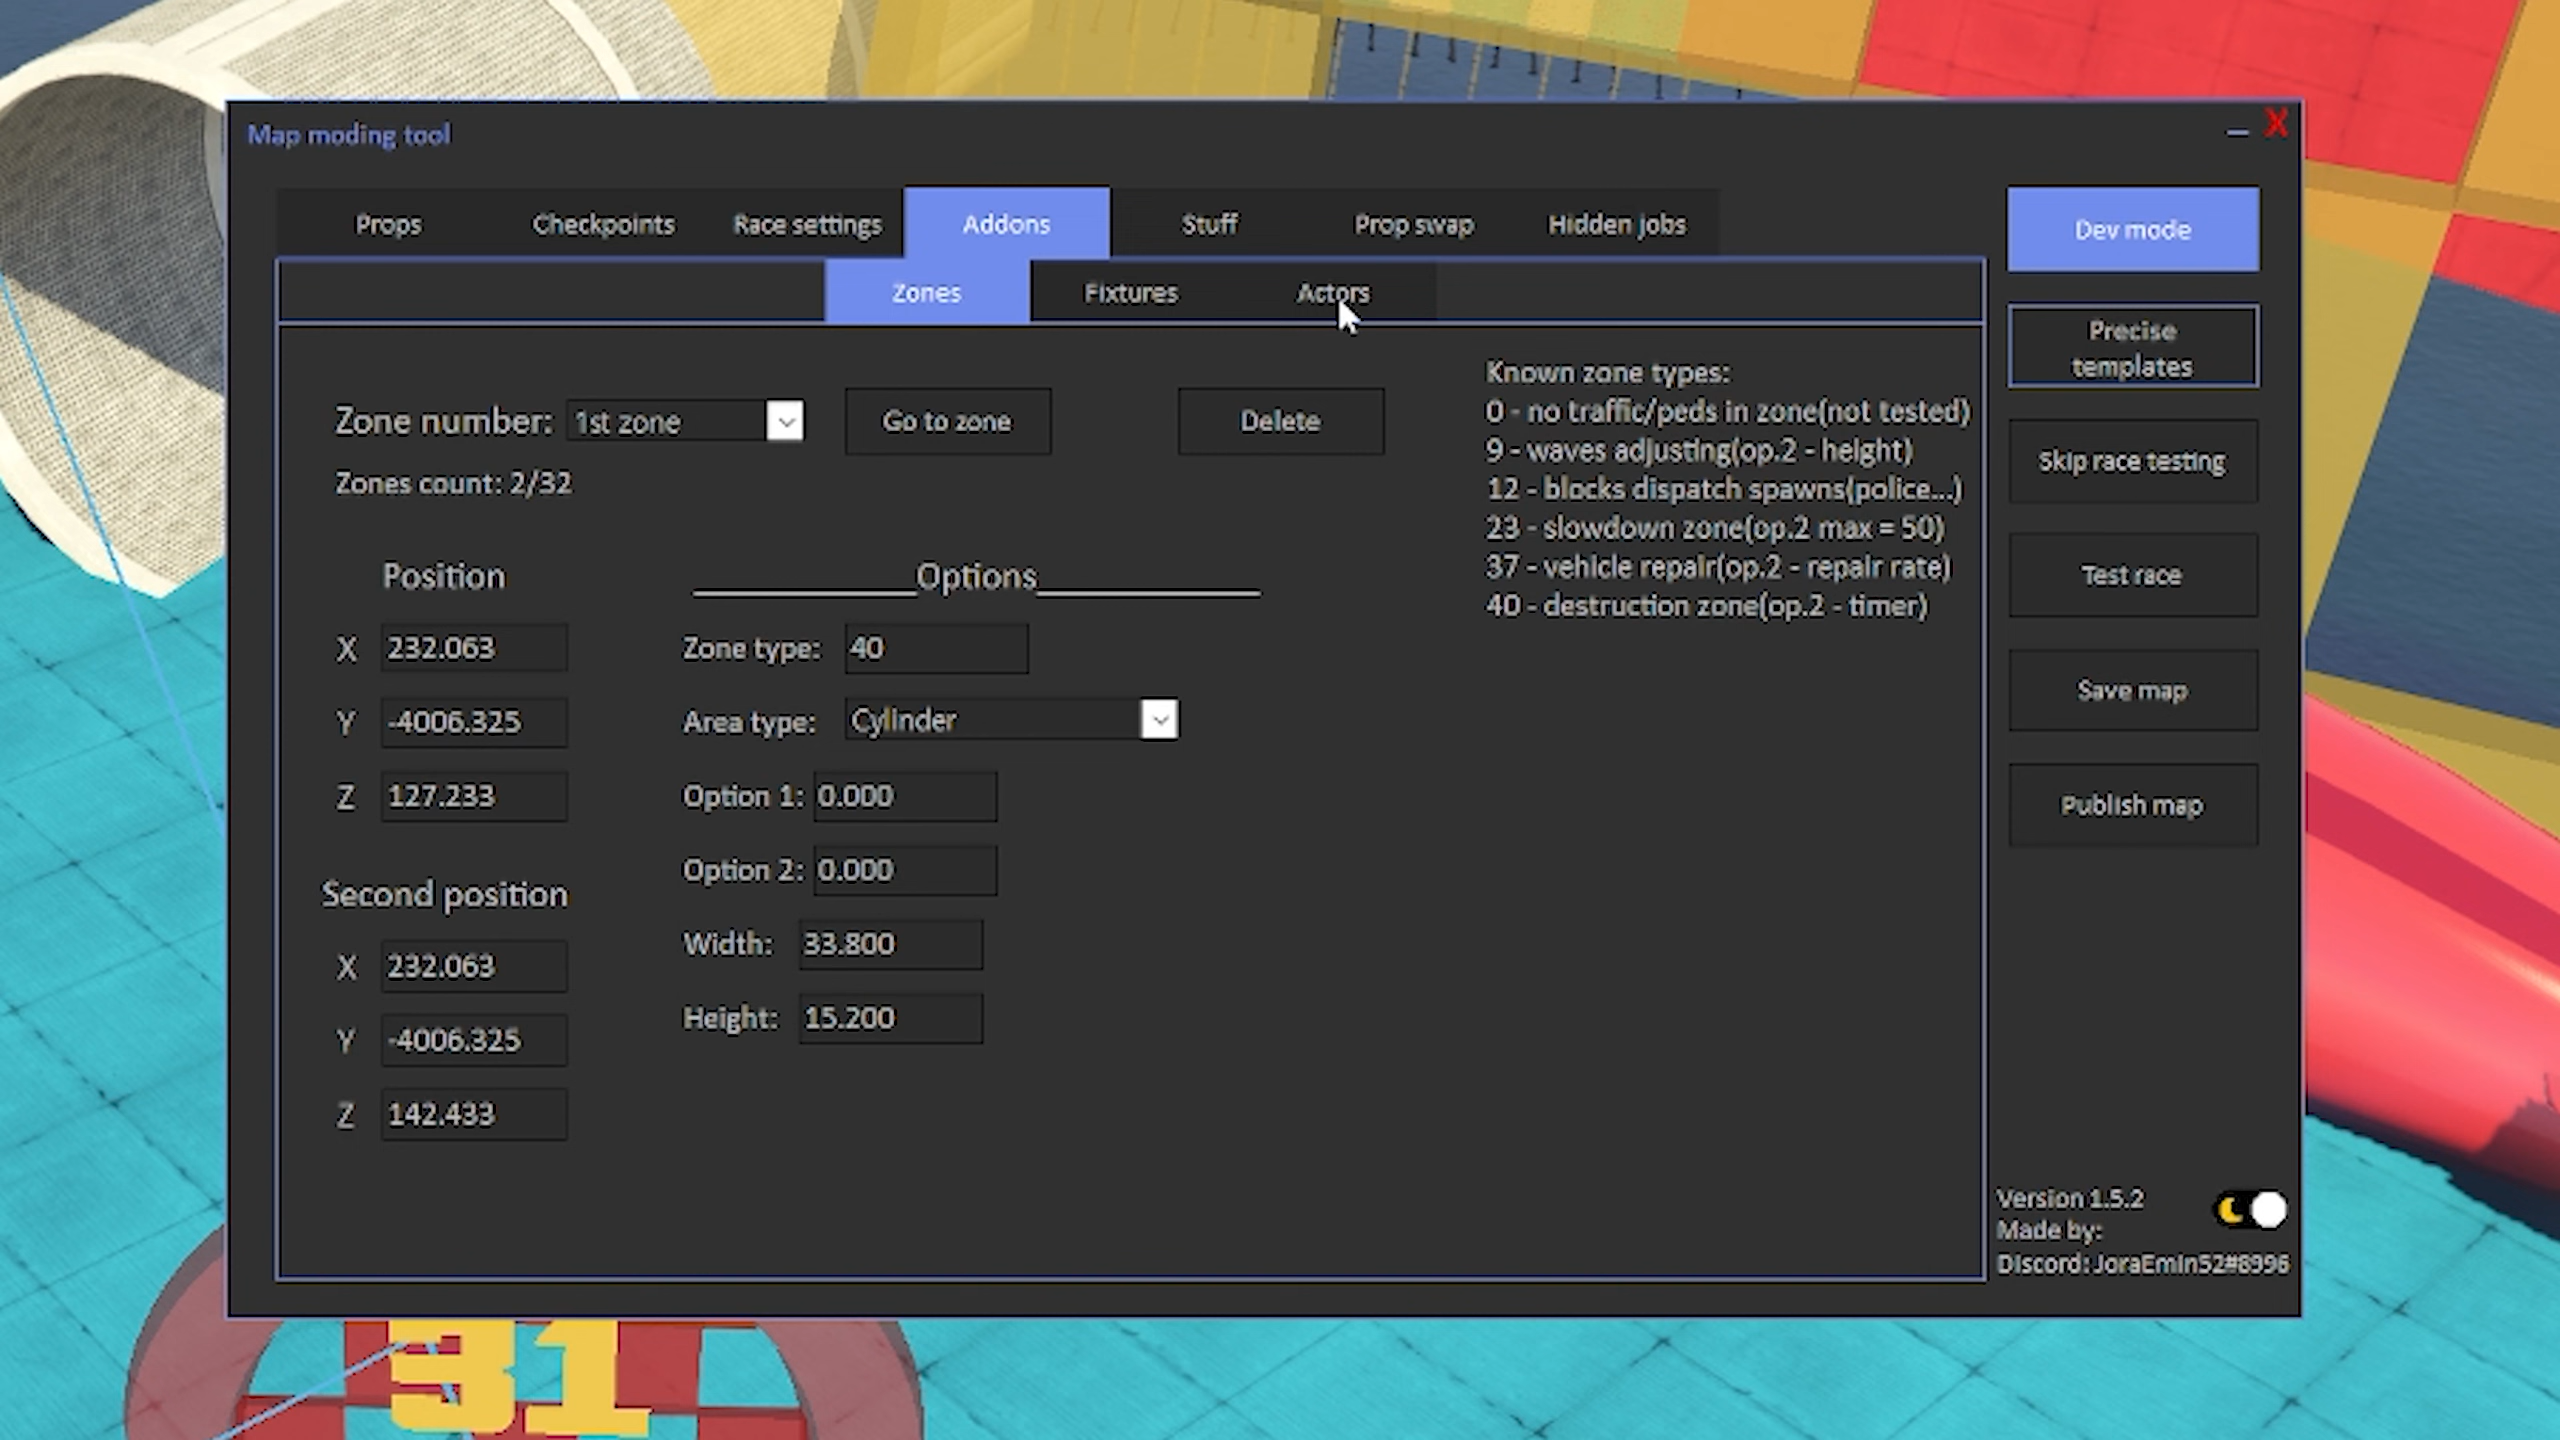 Map moding tool
X
Props
Checkpoints
Race settings
Addons
Stuff
Prop swap
Hidden jobs
Dev mode
Zones
Fixtures
Actors
Precise
templates
Zone number:
1st zone
Go to zone
Delete
Zones count: 2/32
Known zone types:
0 - no traffic/peds in zone(not tested)
9 - waves adjusting(op.2 - height)
12 - blocks dispatch spawns(police...)
23 - slowdown zone(op.2 max = 50)
37 - vehicle repair(op.2 - repair rate)
40 - destruction zone(op.2 - timer)
Skip race testing
Test race
Save map
Publish map
Position
X 232.063
Y -4006.325
Z 127.233
Second position
X 232.063
Y -4006.325
Z 142.433
Options
Zone type: 40
Area type: Cylinder
Option 1: 0.000
Option 2: 0.000
Width: 33.800
Height: 15.200
Version 1.5.2
Made by:
Discord: JoraEmin52#8996
31